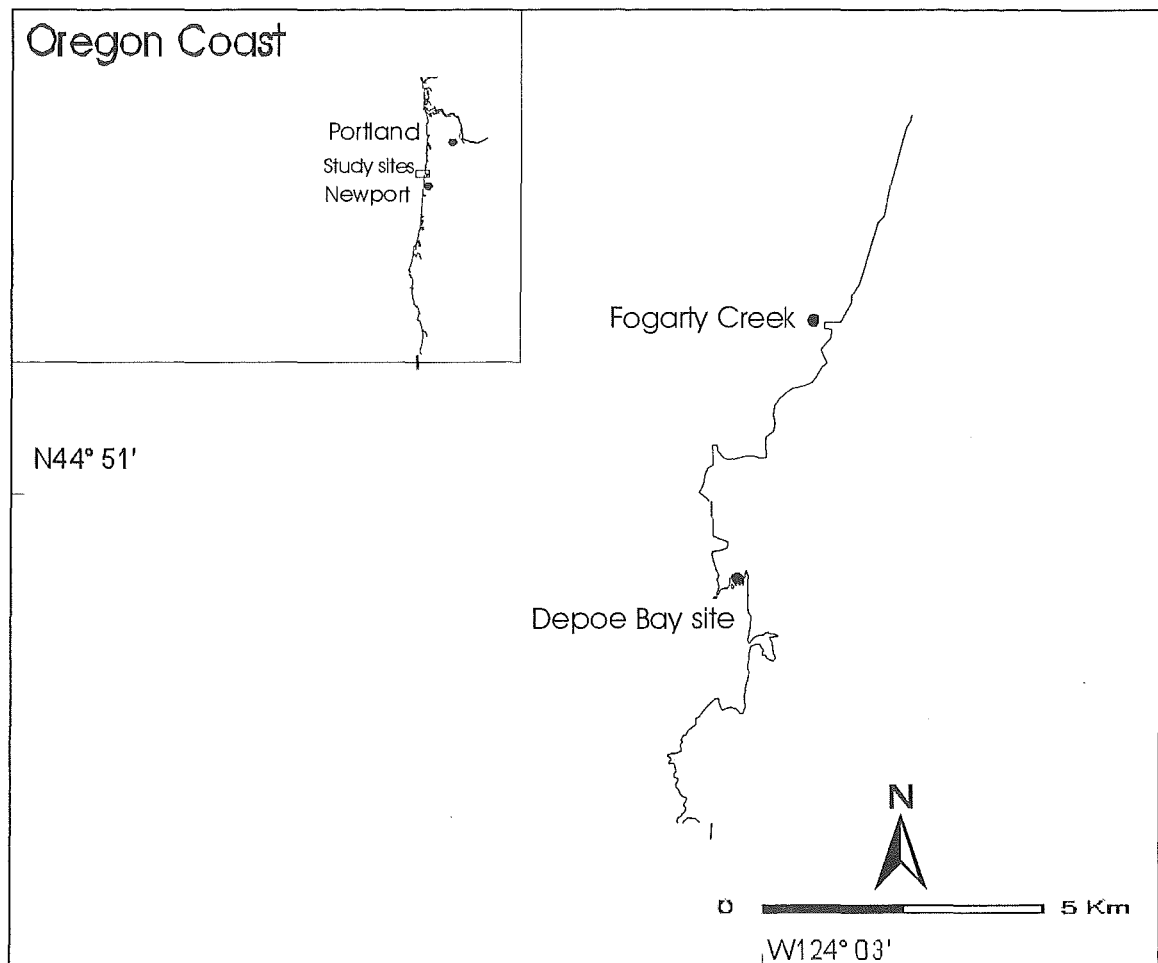 Oregon Coast
Portland
Study sites
Newport
Fogarty Creek
N44° 51'
Depoe Bay site
N
0 5 Km
W124° 03'